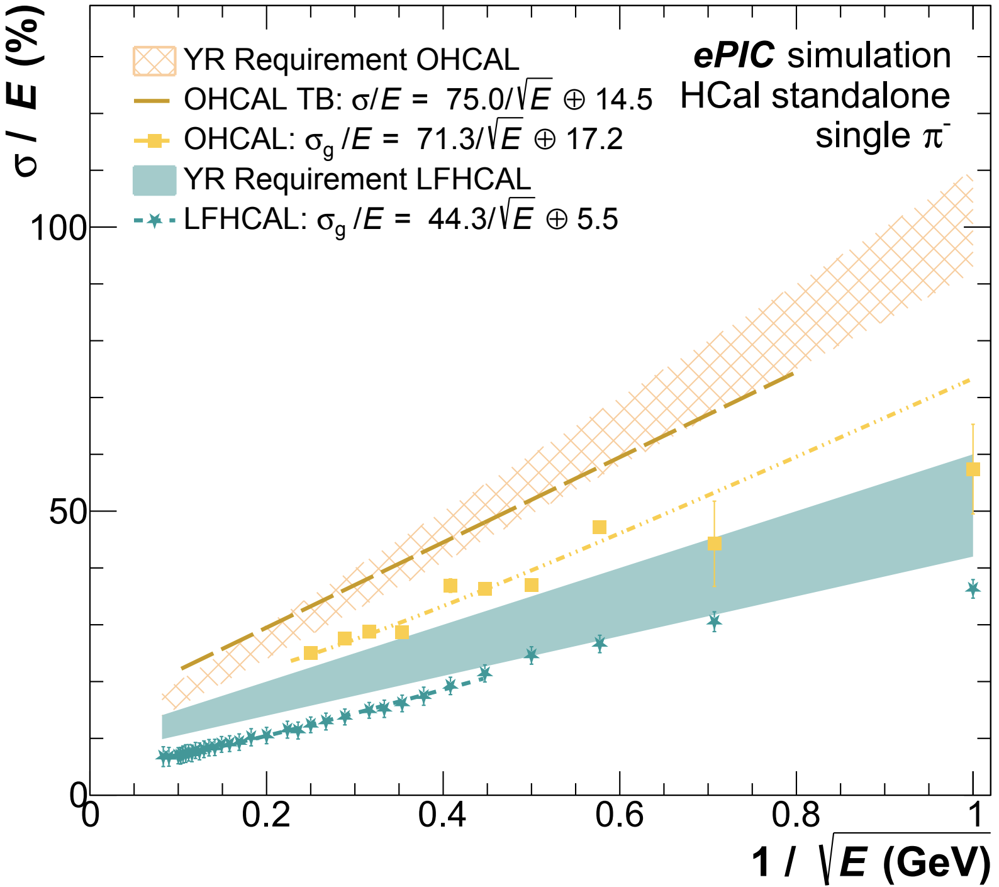 σ / E (%)
YR Requirement OHCAL
OHCAL TB: σ/E = 75.0/√E ⊕ 14.5
OHCAL: σg /E = 71.3/√E ⊕ 17.2
YR Requirement LFHCAL
LFHCAL: σg /E = 44.3/√E ⊕ 5.5
ePIC simulation
HCal standalone
single π-
100
50
0
0 0.2 0.4 0.6 0.8 1
1 / √E (GeV)